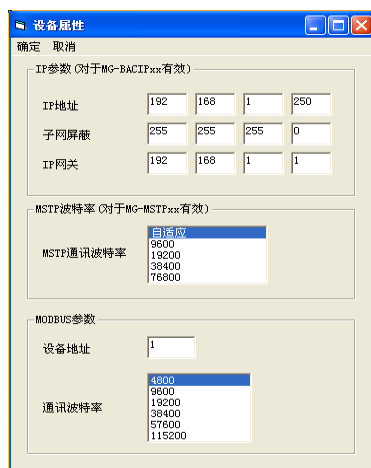 设备属性
确定 取消
IP参数(对于MG-BACIPxx有效)
IP地址 192 168 1 250
子网屏蔽 255 255 255 0
IP网关 192 168 1 1
MSTP波特率(对于MG-MSTPxx有效)
自适应
9600
MSTP通讯波特率 19200
38400
76800
MODBUS参数
设备地址 1
4800
9600
19200
通讯波特率 38400
57600
115200